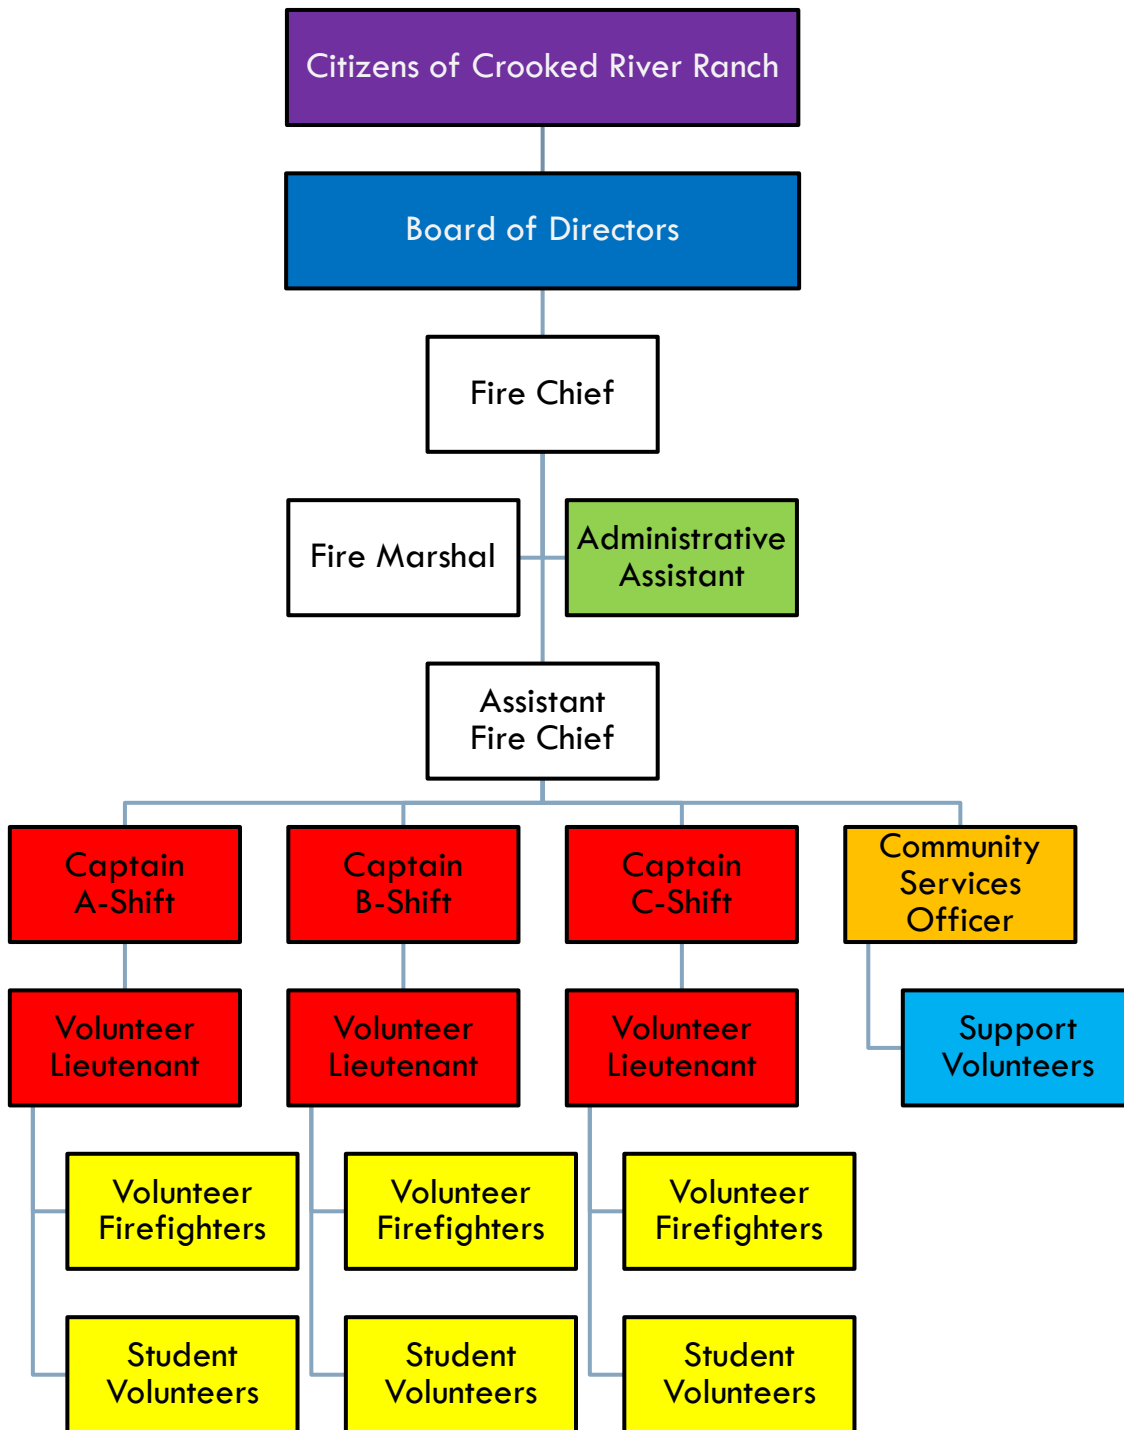 Citizens of Crooked River Ranch
Board of Directors
Fire Chief
Fire Marshal
Administrative
Assistant
Assistant
Fire Chief
Captain
A-Shift
Captain
B-Shift
Captain
C-Shift
Community
Services
Officer
Volunteer
Lieutenant
Volunteer
Lieutenant
Volunteer
Lieutenant
Support
Volunteers
Volunteer
Firefighters
Volunteer
Firefighters
Volunteer
Firefighters
Student
Volunteers
Student
Volunteers
Student
Volunteers